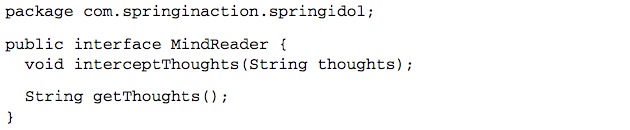 package com.springinaction.springidol;
public interface MindReader {
void interceptThoughts(String thoughts);
String getThoughts();
}